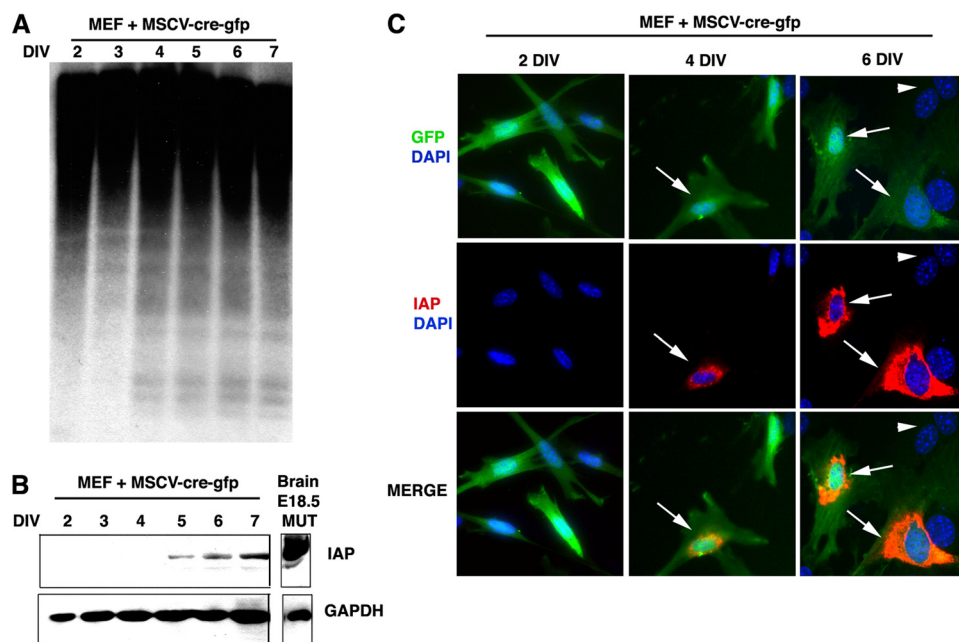 A
MEF + MSCV-cre-gfp
DIV 2 3 4 5 6 7
B
MEF + MSCV-cre-gfp
Brain
E18.5
MUT
DIV 2 3 4 5 6 7
IAP
GAPDH
C
MEF + MSCV-cre-gfp
2 DIV 4 DIV 6 DIV
GFP
DAPI
IAP
DAPI
MERGE